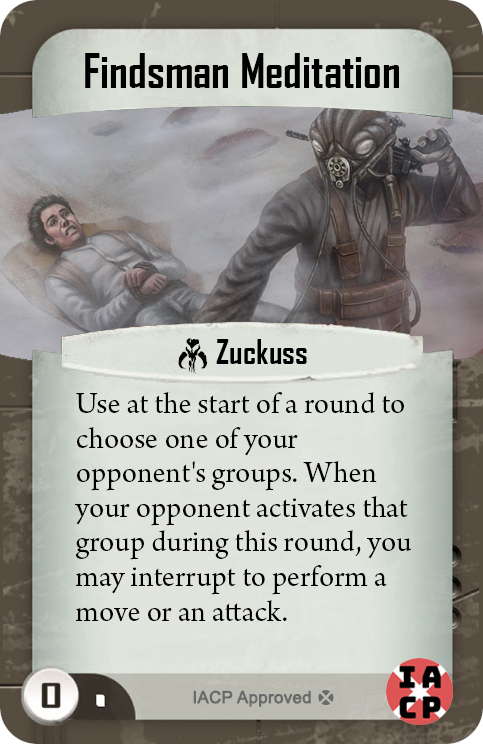 Findsman Meditation
Zuckuss
Use at the start of a round to
choose one of your
opponent's groups. When
your opponent activates that
group during this round, you
may interrupt to perform a
move or an attack.
0
IACP Approved
IA
CP